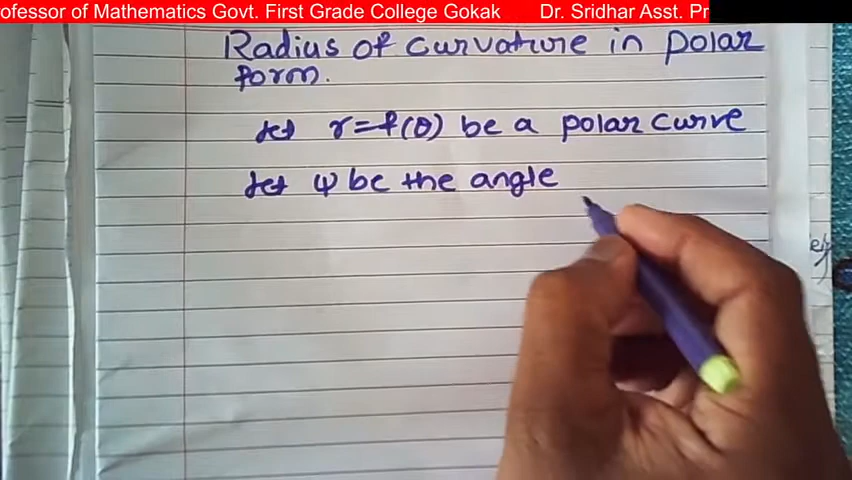 rofessor of Mathematics Govt. First Grade College Gokak Dr. Sridhar Asst. Pr
Radius of curvature in polar
form.
Let r=f(θ) be a polar curve
Let ψ be the angle